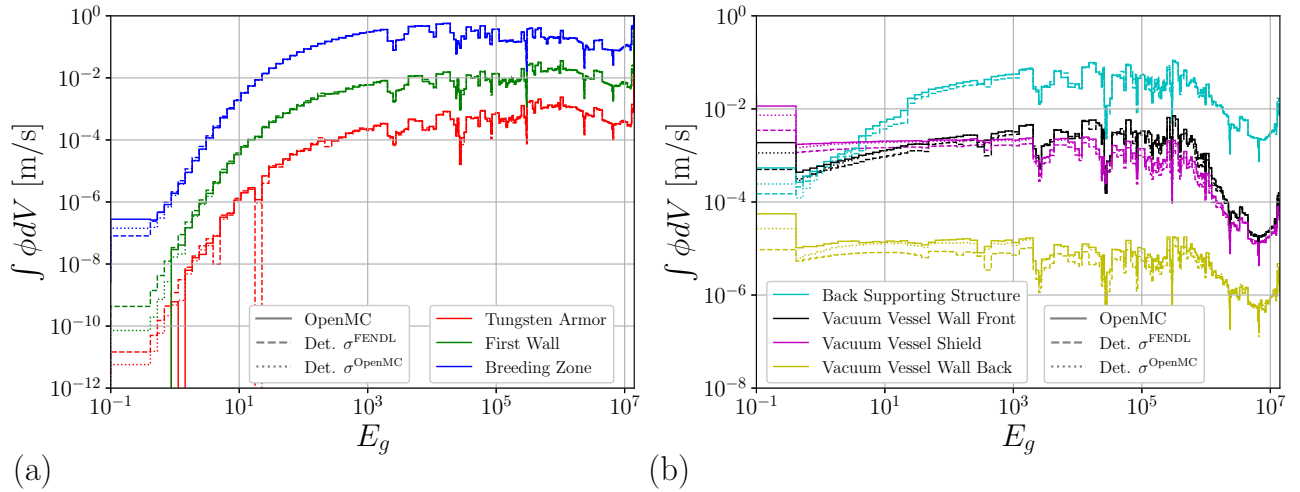 10^0
10^−2
10^−4
10^−6
10^−8
10^−10
10^−12
∫ ϕdV [m/s]
OpenMC
Det. σ^FENDL
Det. σ^OpenMC
Tungsten Armor
First Wall
Breeding Zone
10^−1
10^1
10^3
10^5
10^7
E_g
(a)
10^0
10^−2
10^−4
10^−6
10^−8
∫ ϕdV [m/s]
Back Supporting Structure
Vacuum Vessel Wall Front
Vacuum Vessel Shield
Vacuum Vessel Wall Back
OpenMC
Det. σ^FENDL
Det. σ^OpenMC
10^−1
10^1
10^3
10^5
10^7
E_g
(b)